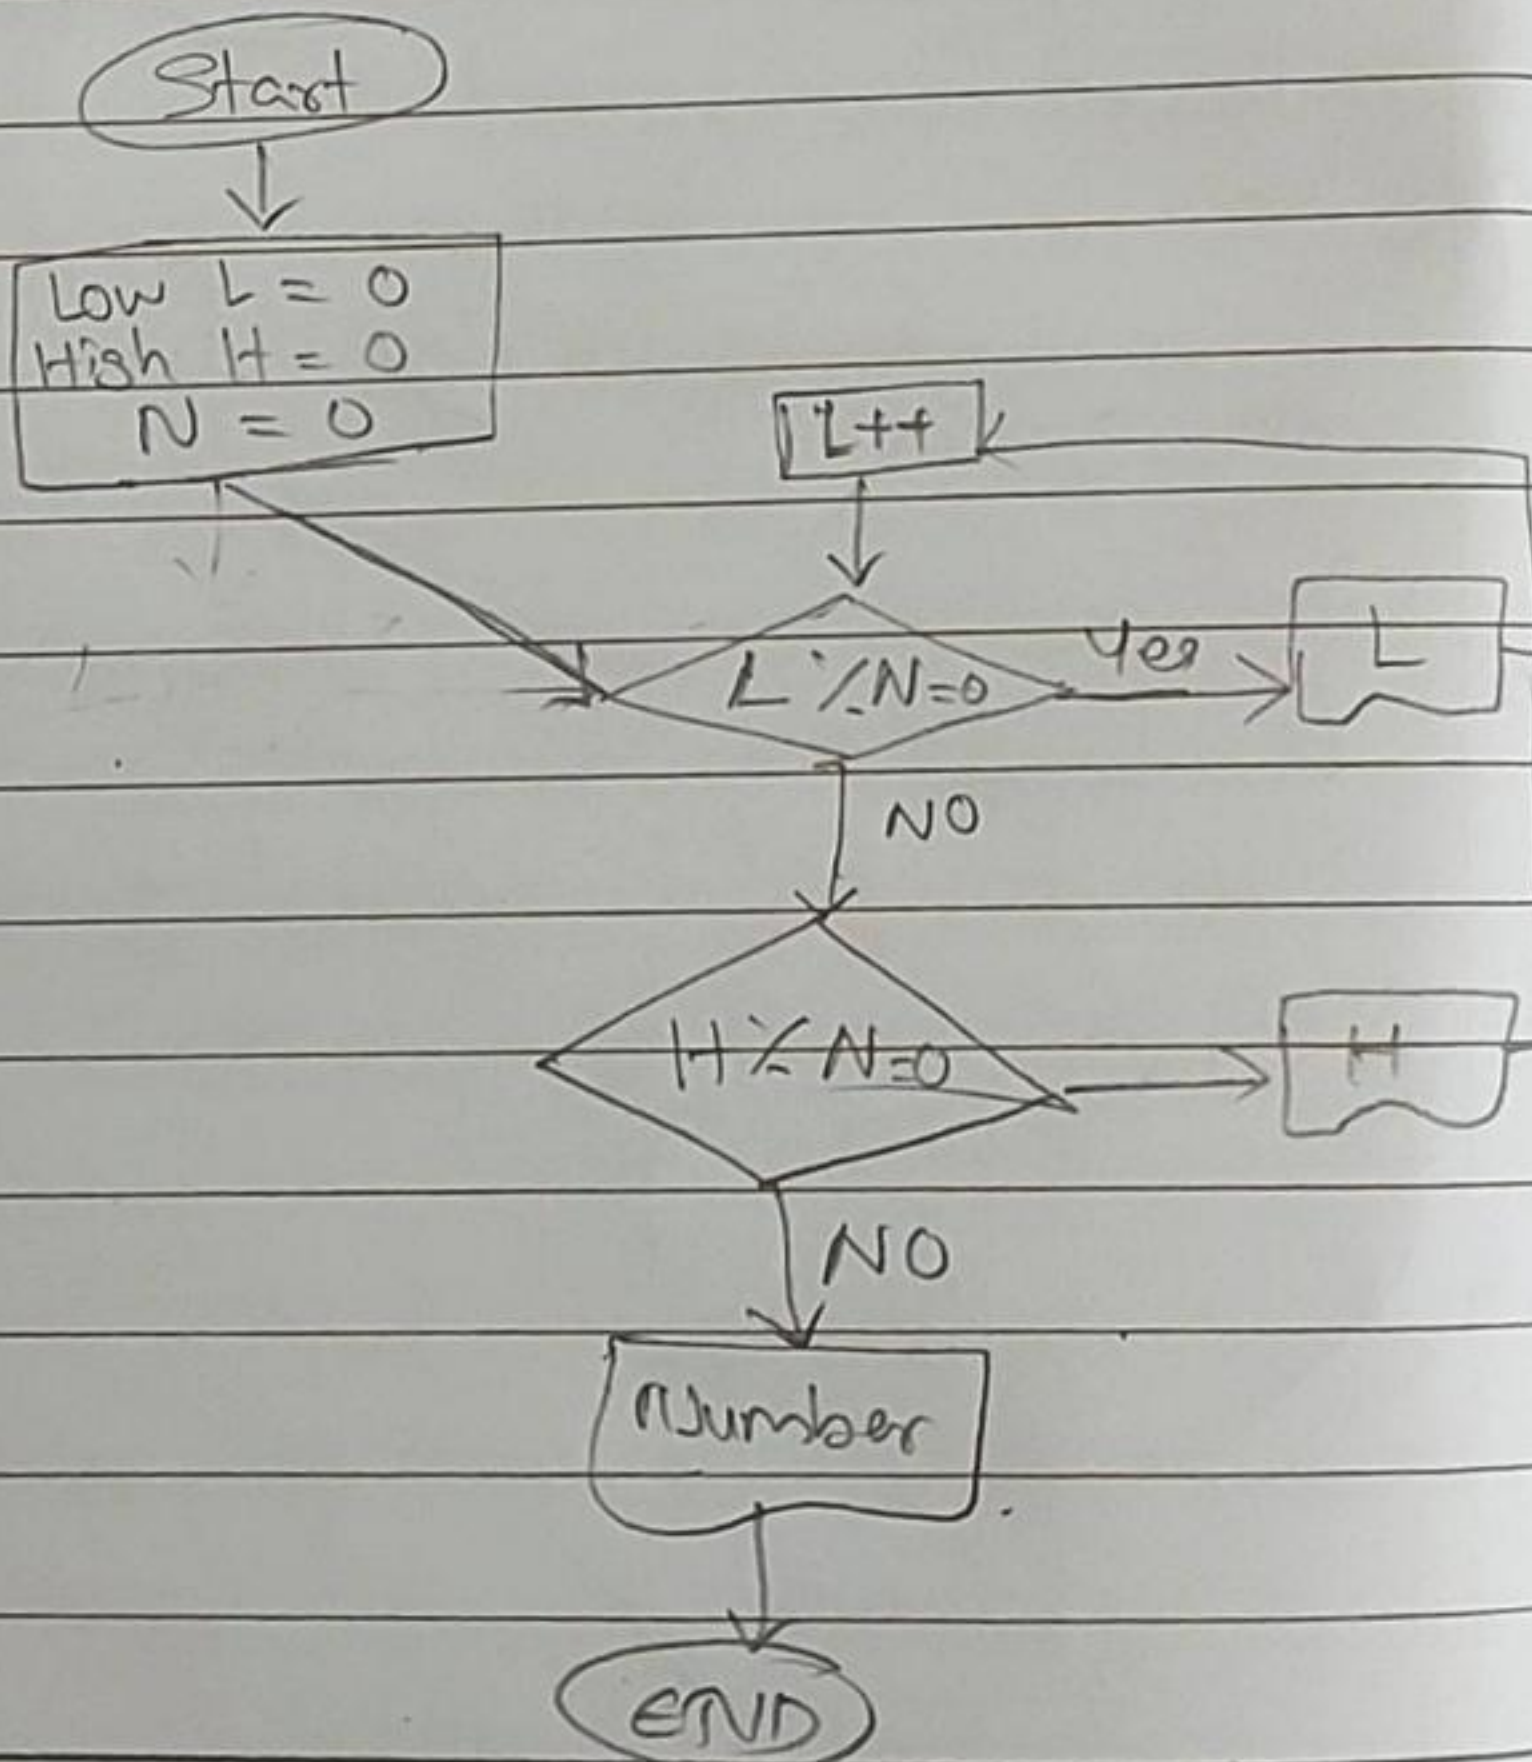 Start
Low L = 0
High H = 0
N = 0
L++
L % N=0
Yes
L
NO
H % N=0
H
NO
Number
END